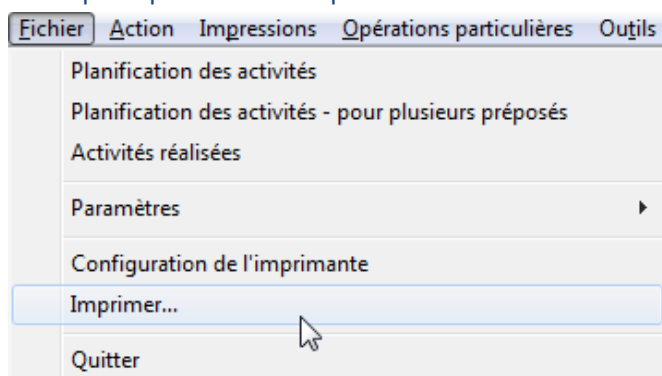 Fichier Action Impressions Opérations particulières Outils
Planification des activités
Planification des activités - pour plusieurs préposés
Activités réalisées
Paramètres
Configuration de l'imprimante
Imprimer...
Quitter